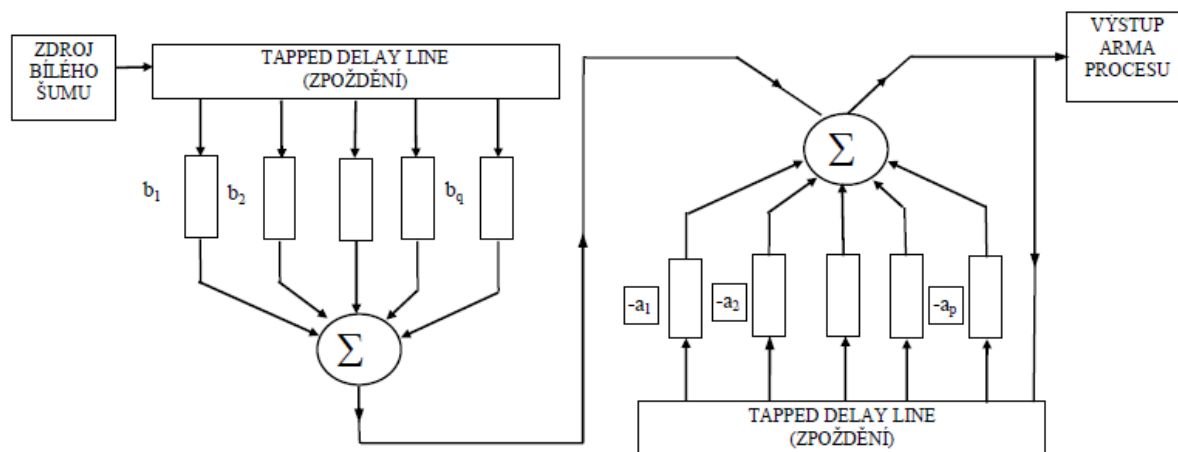 ZDROJ
BÍLÉHO
ŠUMU
TAPPED DELAY LINE
(ZPOŽDĚNÍ)
VÝSTUP
ARMA
PROCESU
b₁
b₂
b_q
Σ
Σ
-a₁
-a₂
-aₚ
TAPPED DELAY LINE
(ZPOŽDĚNÍ)